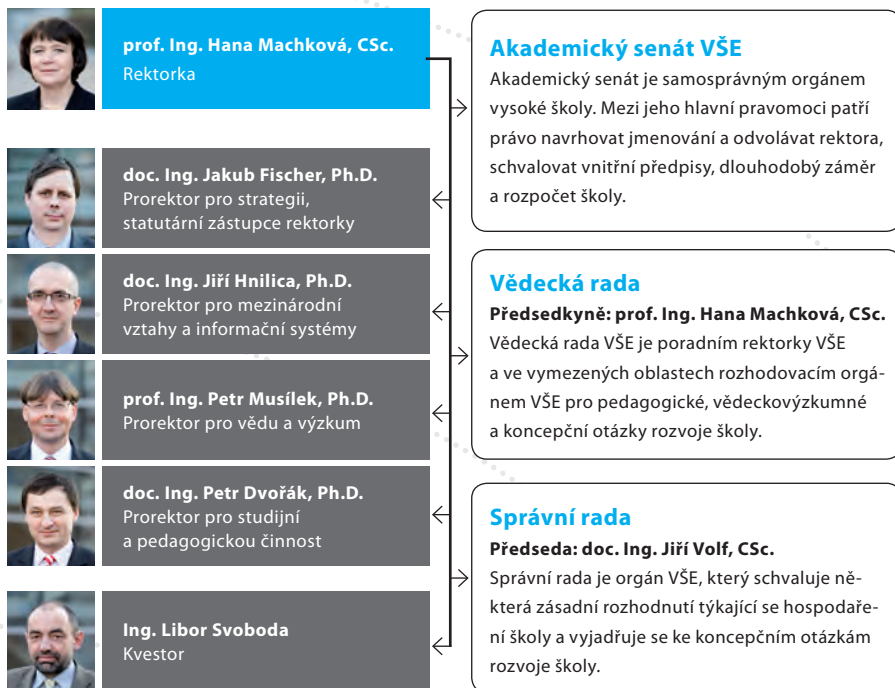 prof. Ing. Hana Machková, CSc.
Rektorka
doc. Ing. Jakub Fischer, Ph.D.
Prorektor pro strategii,
statutární zástupce rektorky
doc. Ing. Jiří Hnilica, Ph.D.
Prorektor pro mezinárodní
vztahy a informační systémy
prof. Ing. Petr Musílek, Ph.D.
Prorektor pro vědu a výzkum
doc. Ing. Petr Dvořák, Ph.D.
Prorektor pro studijní
a pedagogickou činnost
Ing. Libor Svoboda
Kvestor
Akademický senát VŠE
Akademický senát je samosprávným orgánem
vysoké školy. Mezi jeho hlavní pravomoci patří
právo navrhovat jmenování a odvolávat rektora,
schvalovat vnitřní předpisy, dlouhodobý záměr
a rozpočet školy.
Vědecká rada
Předsedkyně: prof. Ing. Hana Machková, CSc.
Vědecká rada VŠE je poradním rektorky VŠE
a ve vymezených oblastech rozhodovacím orgá-
nem VŠE pro pedagogické, vědeckovýzkumné
a koncepční otázky rozvoje školy.
Správní rada
Předseda: doc. Ing. Jiří Volf, CSc.
Správní rada je orgán VŠE, který schvaluje ně-
která zásadní rozhodnutí týkající se hospodaře-
ní školy a vyjadřuje se ke koncepčním otázkám
rozvoje školy.